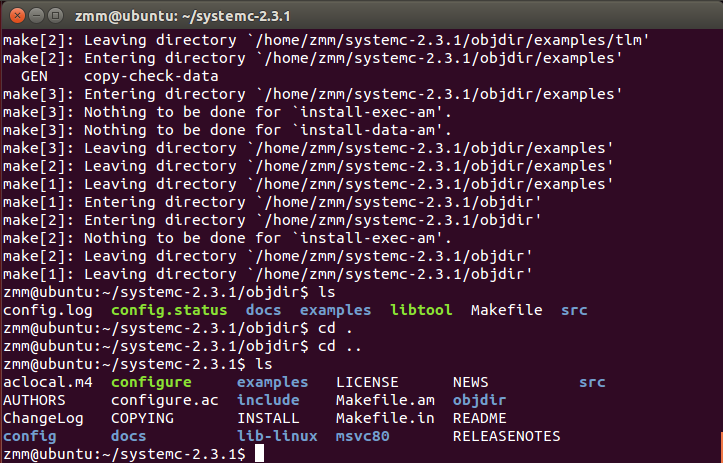 zmm@ubuntu: ~/systemc-2.3.1
make[2]: Leaving directory `/home/zmm/systemc-2.3.1/objdir/examples/tlm'
make[2]: Entering directory `/home/zmm/systemc-2.3.1/objdir/examples'
  GEN    copy-check-data
make[3]: Entering directory `/home/zmm/systemc-2.3.1/objdir/examples'
make[3]: Nothing to be done for `install-exec-am'.
make[3]: Nothing to be done for `install-data-am'.
make[3]: Leaving directory `/home/zmm/systemc-2.3.1/objdir/examples'
make[2]: Leaving directory `/home/zmm/systemc-2.3.1/objdir/examples'
make[1]: Leaving directory `/home/zmm/systemc-2.3.1/objdir/examples'
make[1]: Entering directory `/home/zmm/systemc-2.3.1/objdir'
make[2]: Entering directory `/home/zmm/systemc-2.3.1/objdir'
make[2]: Nothing to be done for `install-exec-am'.
make[2]: Leaving directory `/home/zmm/systemc-2.3.1/objdir'
make[1]: Leaving directory `/home/zmm/systemc-2.3.1/objdir'
zmm@ubuntu:~/systemc-2.3.1/objdir$ ls
config.log  config.status  docs  examples  libtool  Makefile  src
zmm@ubuntu:~/systemc-2.3.1/objdir$ cd .
zmm@ubuntu:~/systemc-2.3.1/objdir$ cd ..
zmm@ubuntu:~/systemc-2.3.1$ ls
aclocal.m4  configure     examples   LICENSE      NEWS          src
AUTHORS     configure.ac  include    Makefile.am  objdir
ChangeLog   COPYING       INSTALL    Makefile.in  README
config      docs          lib-linux  msvc80       RELEASENOTES
zmm@ubuntu:~/systemc-2.3.1$